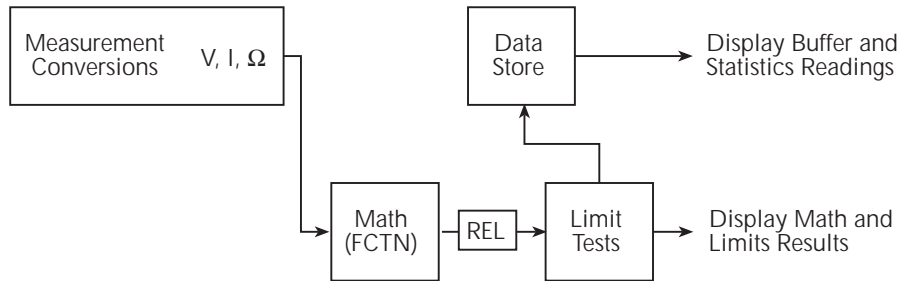 Measurement
Conversions
V, I, Ω
Data
Store
Display Buffer and
Statistics Readings
Math
(FCTN)
REL
Limit
Tests
Display Math and
Limits Results